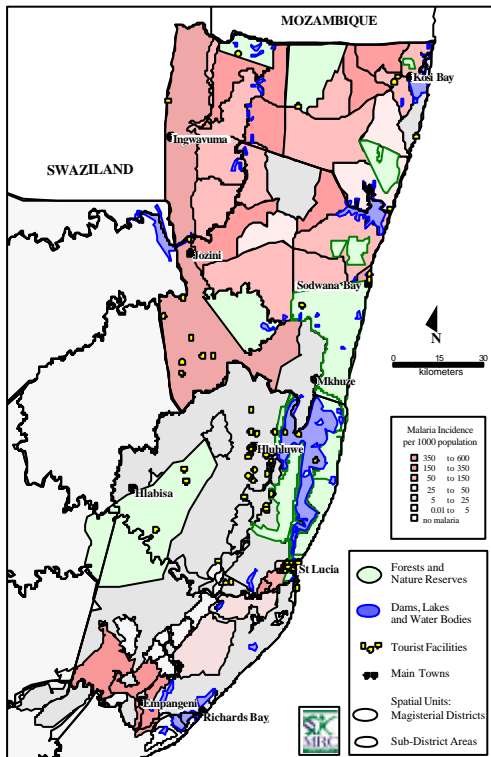 MOZAMBIQUE
Kosi Bay
Ingwavuma
SWAZILAND
Jozini
Sodwana Bay
N
0 30
kilometers
Mkhuze
Malaria Incidence
per 1000 population
350 to 600
150 to 350
50 to 150
25 to 50
5 to 25
0.01 to 5
no malaria
Hluhluwe
Hlabisa
St Lucia
Forests and
Nature Reserves
Dams, Lakes
and Water Bodies
Tourist Facilities
Main Towns
Spatial Units:
Magisterial Districts
Sub-District Areas
Empangeni
Richards Bay
MRC